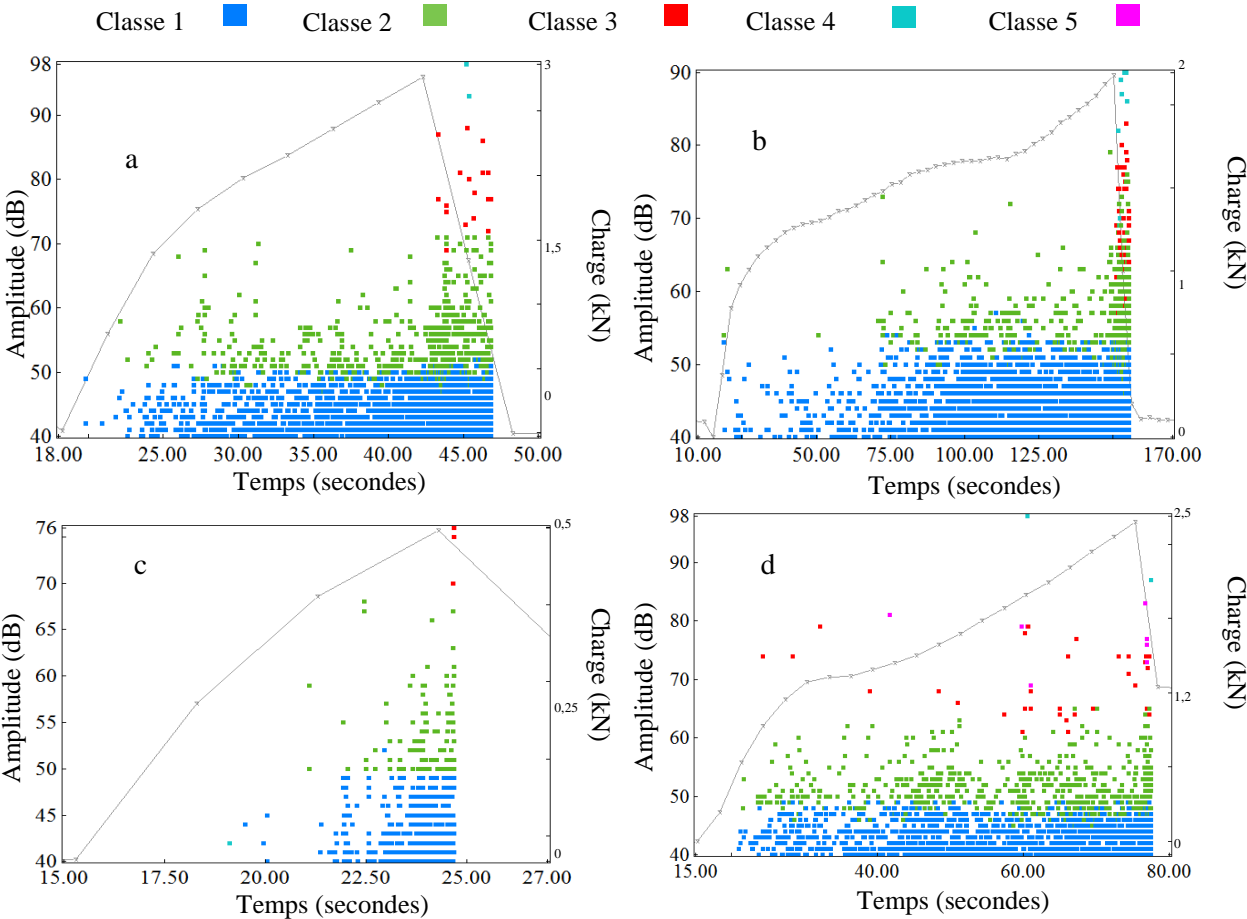 Classe 1 Classe 2 Classe 3 Classe 4 Classe 5
a
Amplitude (dB)
98
90
80
70
60
50
40
18.00 25.00 30.00 35.00 40.00 45.00 50.00
Temps (secondes)
3
1,5
0
Charge (kN)
b
Amplitude (dB)
90
80
70
60
50
40
10.00 50.00 75.00 100.00 125.00 170.00
Temps (secondes)
2
1
0
Charge (kN)
c
Amplitude (dB)
76
70
65
60
55
50
45
40
15.00 17.50 20.00 22.50 25.00 27.00
Temps (secondes)
0,5
0,25
0
Charge (kN)
d
Amplitude (dB)
98
90
80
70
60
50
40
15.00 40.00 60.00 80.00
Temps (secondes)
2,5
1,2
0
Charge (kN)